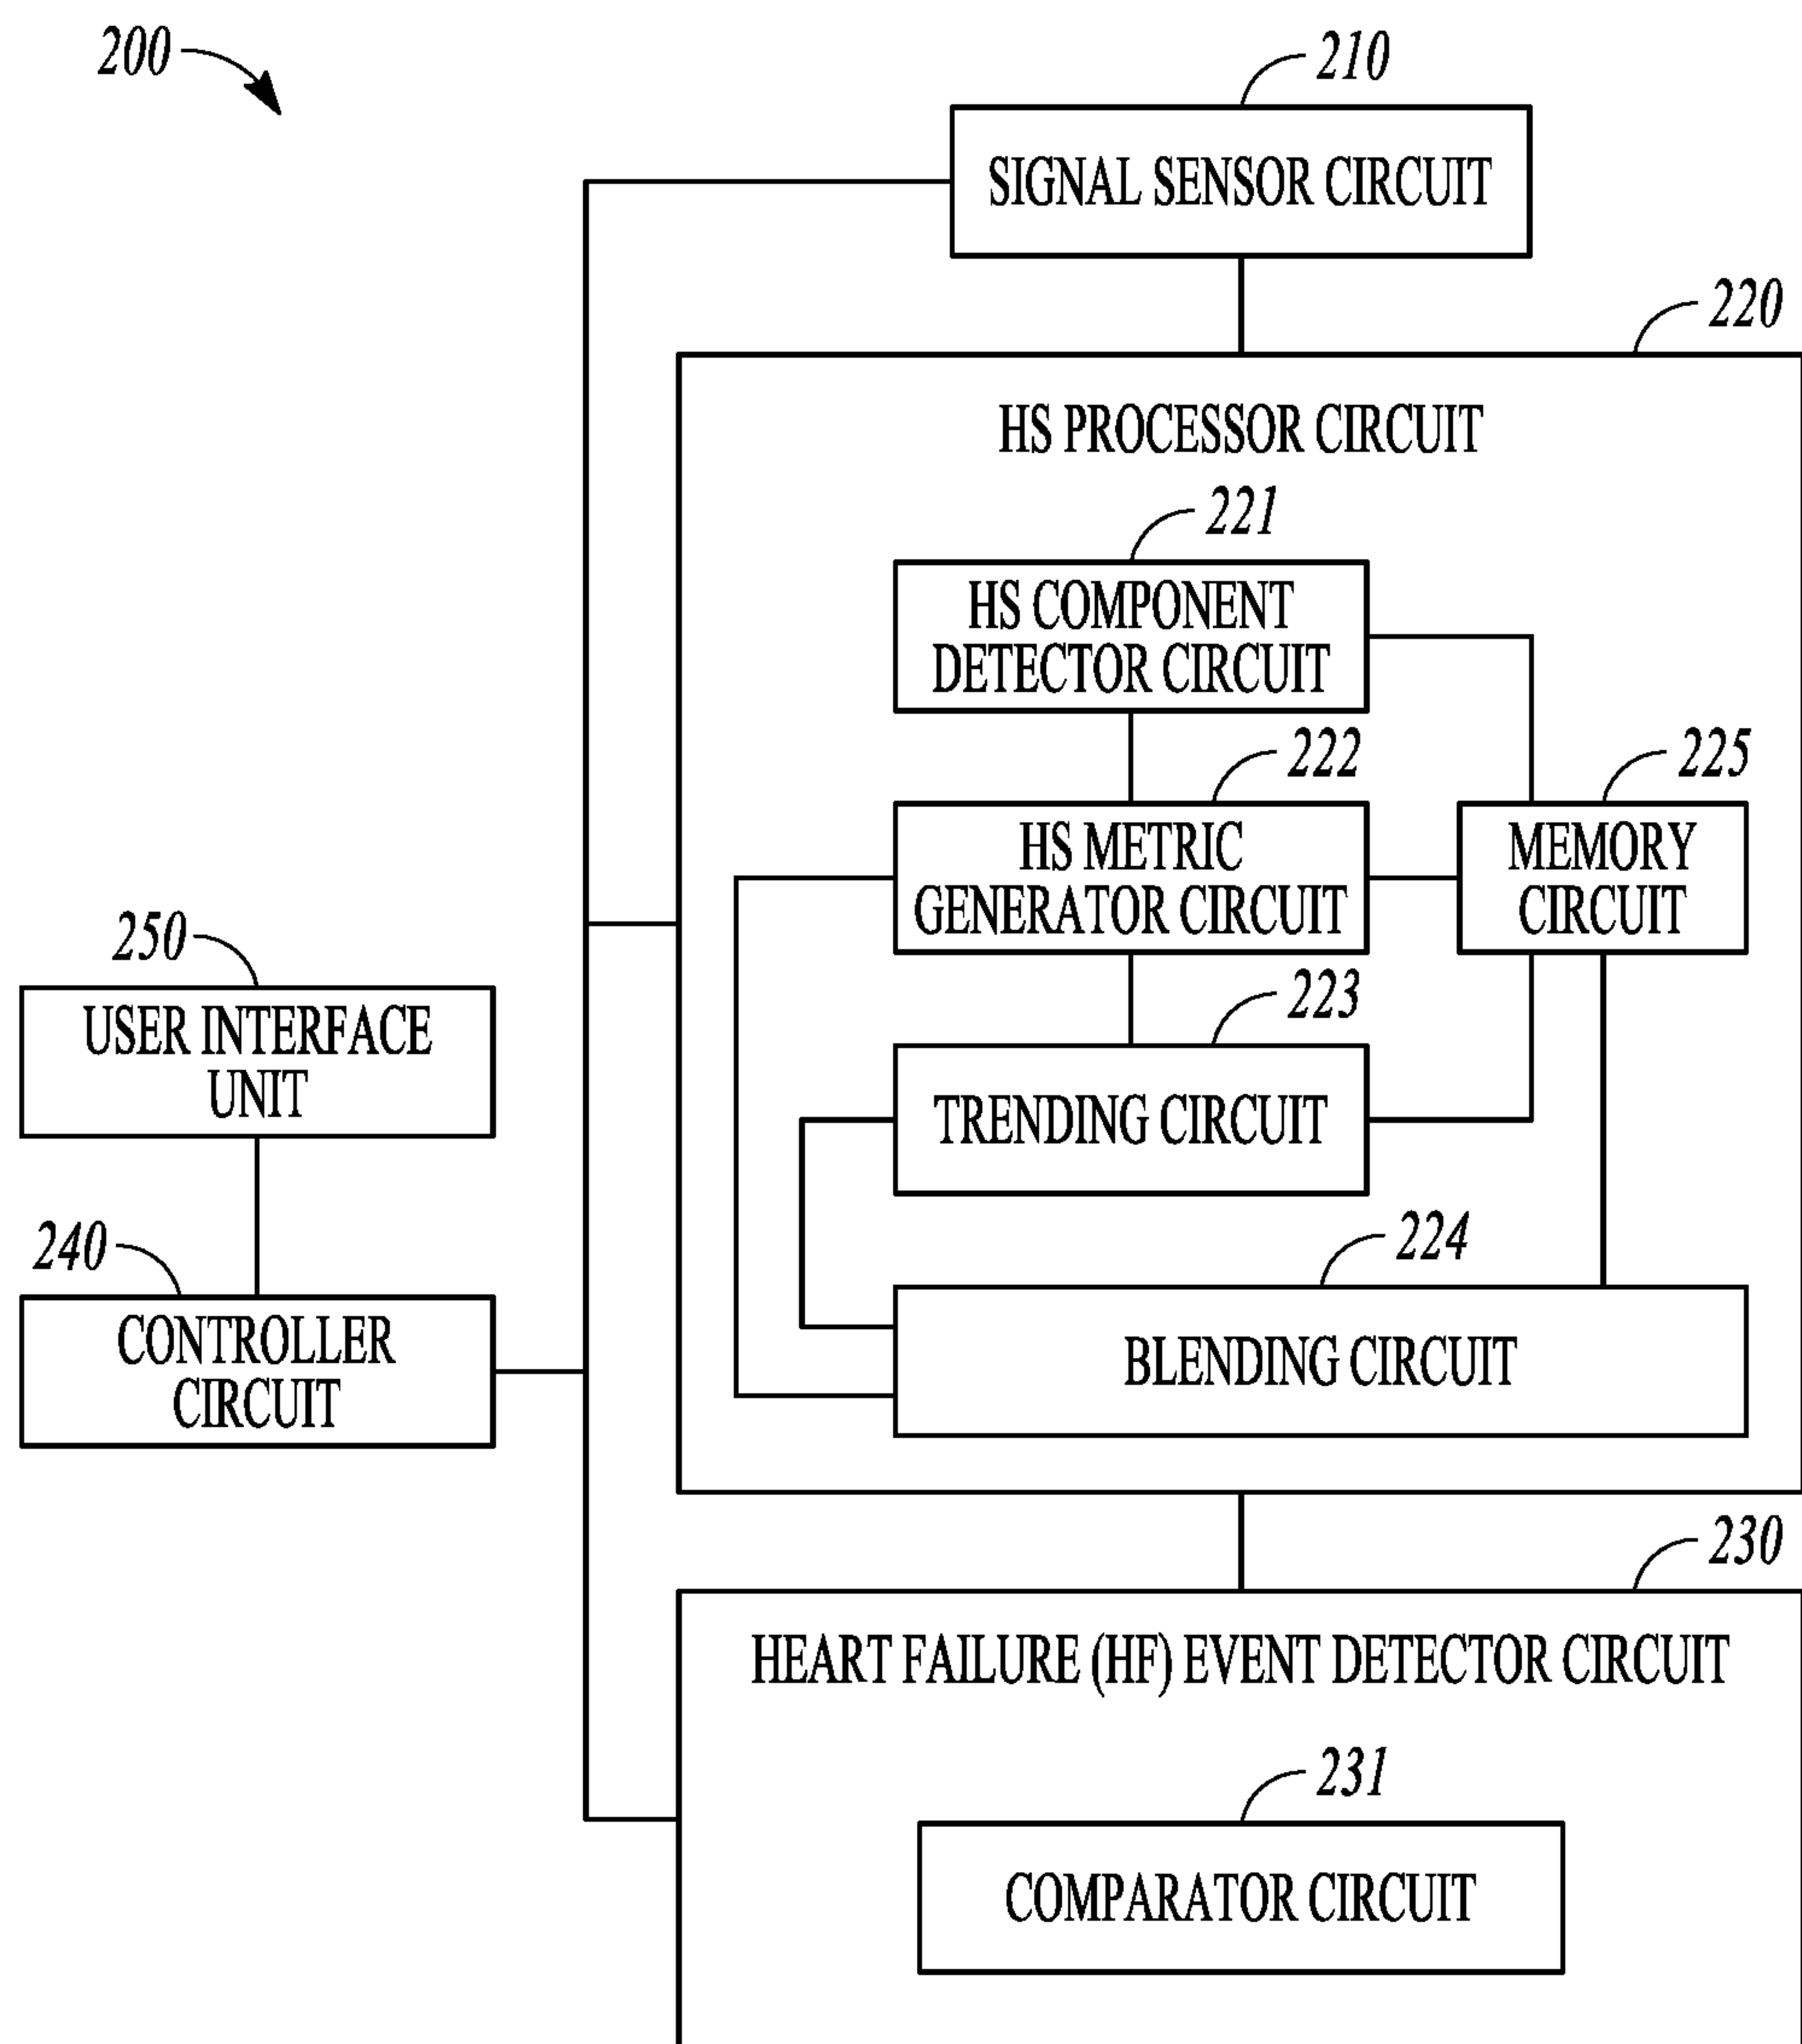 200
210
SIGNAL SENSOR CIRCUIT
220
HS PROCESSOR CIRCUIT
221
HS COMPONENT
DETECTOR CIRCUIT
222
HS METRIC
GENERATOR CIRCUIT
225
MEMORY
CIRCUIT
223
TRENDING CIRCUIT
224
BLENDING CIRCUIT
250
USER INTERFACE
UNIT
240
CONTROLLER
CIRCUIT
230
HEART FAILURE (HF) EVENT DETECTOR CIRCUIT
231
COMPARATOR CIRCUIT